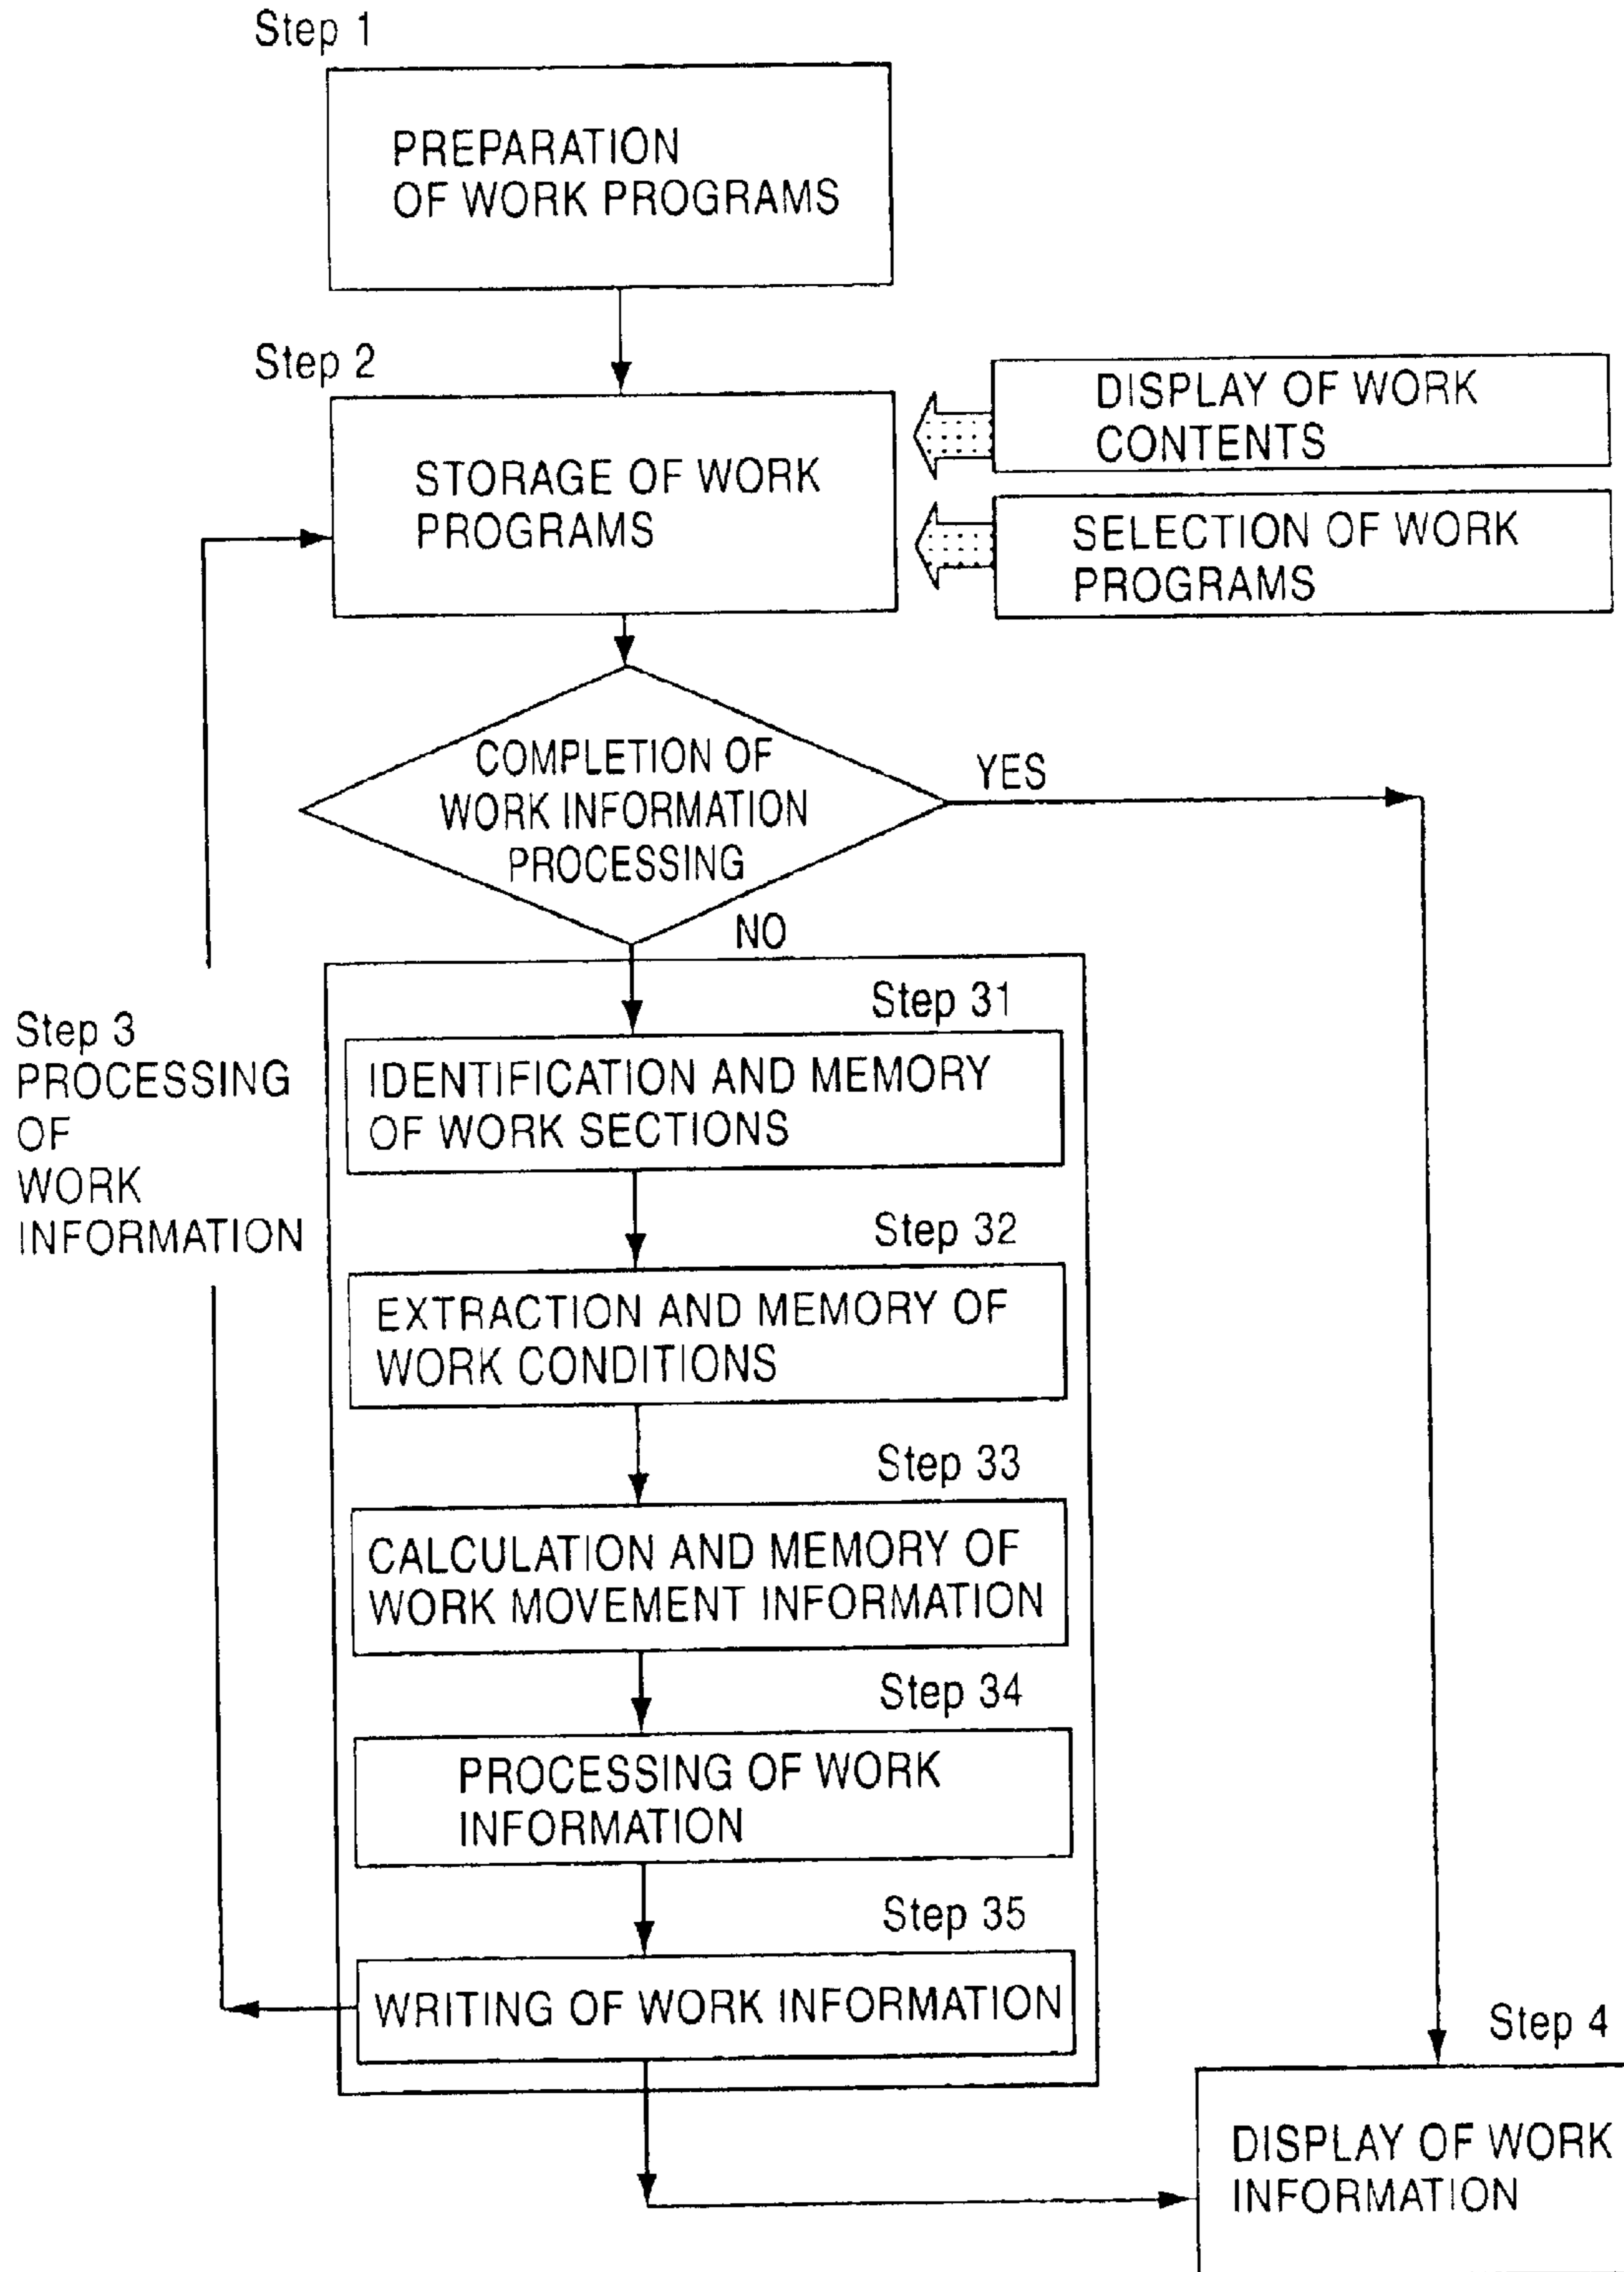 Step 1
PREPARATION
OF WORK PROGRAMS
Step 2
STORAGE OF WORK
PROGRAMS
DISPLAY OF WORK
CONTENTS
SELECTION OF WORK
PROGRAMS
COMPLETION OF
WORK INFORMATION
PROCESSING
YES
NO
Step 3
PROCESSING
OF
WORK
INFORMATION
Step 31
IDENTIFICATION AND MEMORY
OF WORK SECTIONS
Step 32
EXTRACTION AND MEMORY OF
WORK CONDITIONS
Step 33
CALCULATION AND MEMORY OF
WORK MOVEMENT INFORMATION
Step 34
PROCESSING OF WORK
INFORMATION
Step 35
WRITING OF WORK INFORMATION
Step 4
DISPLAY OF WORK
INFORMATION